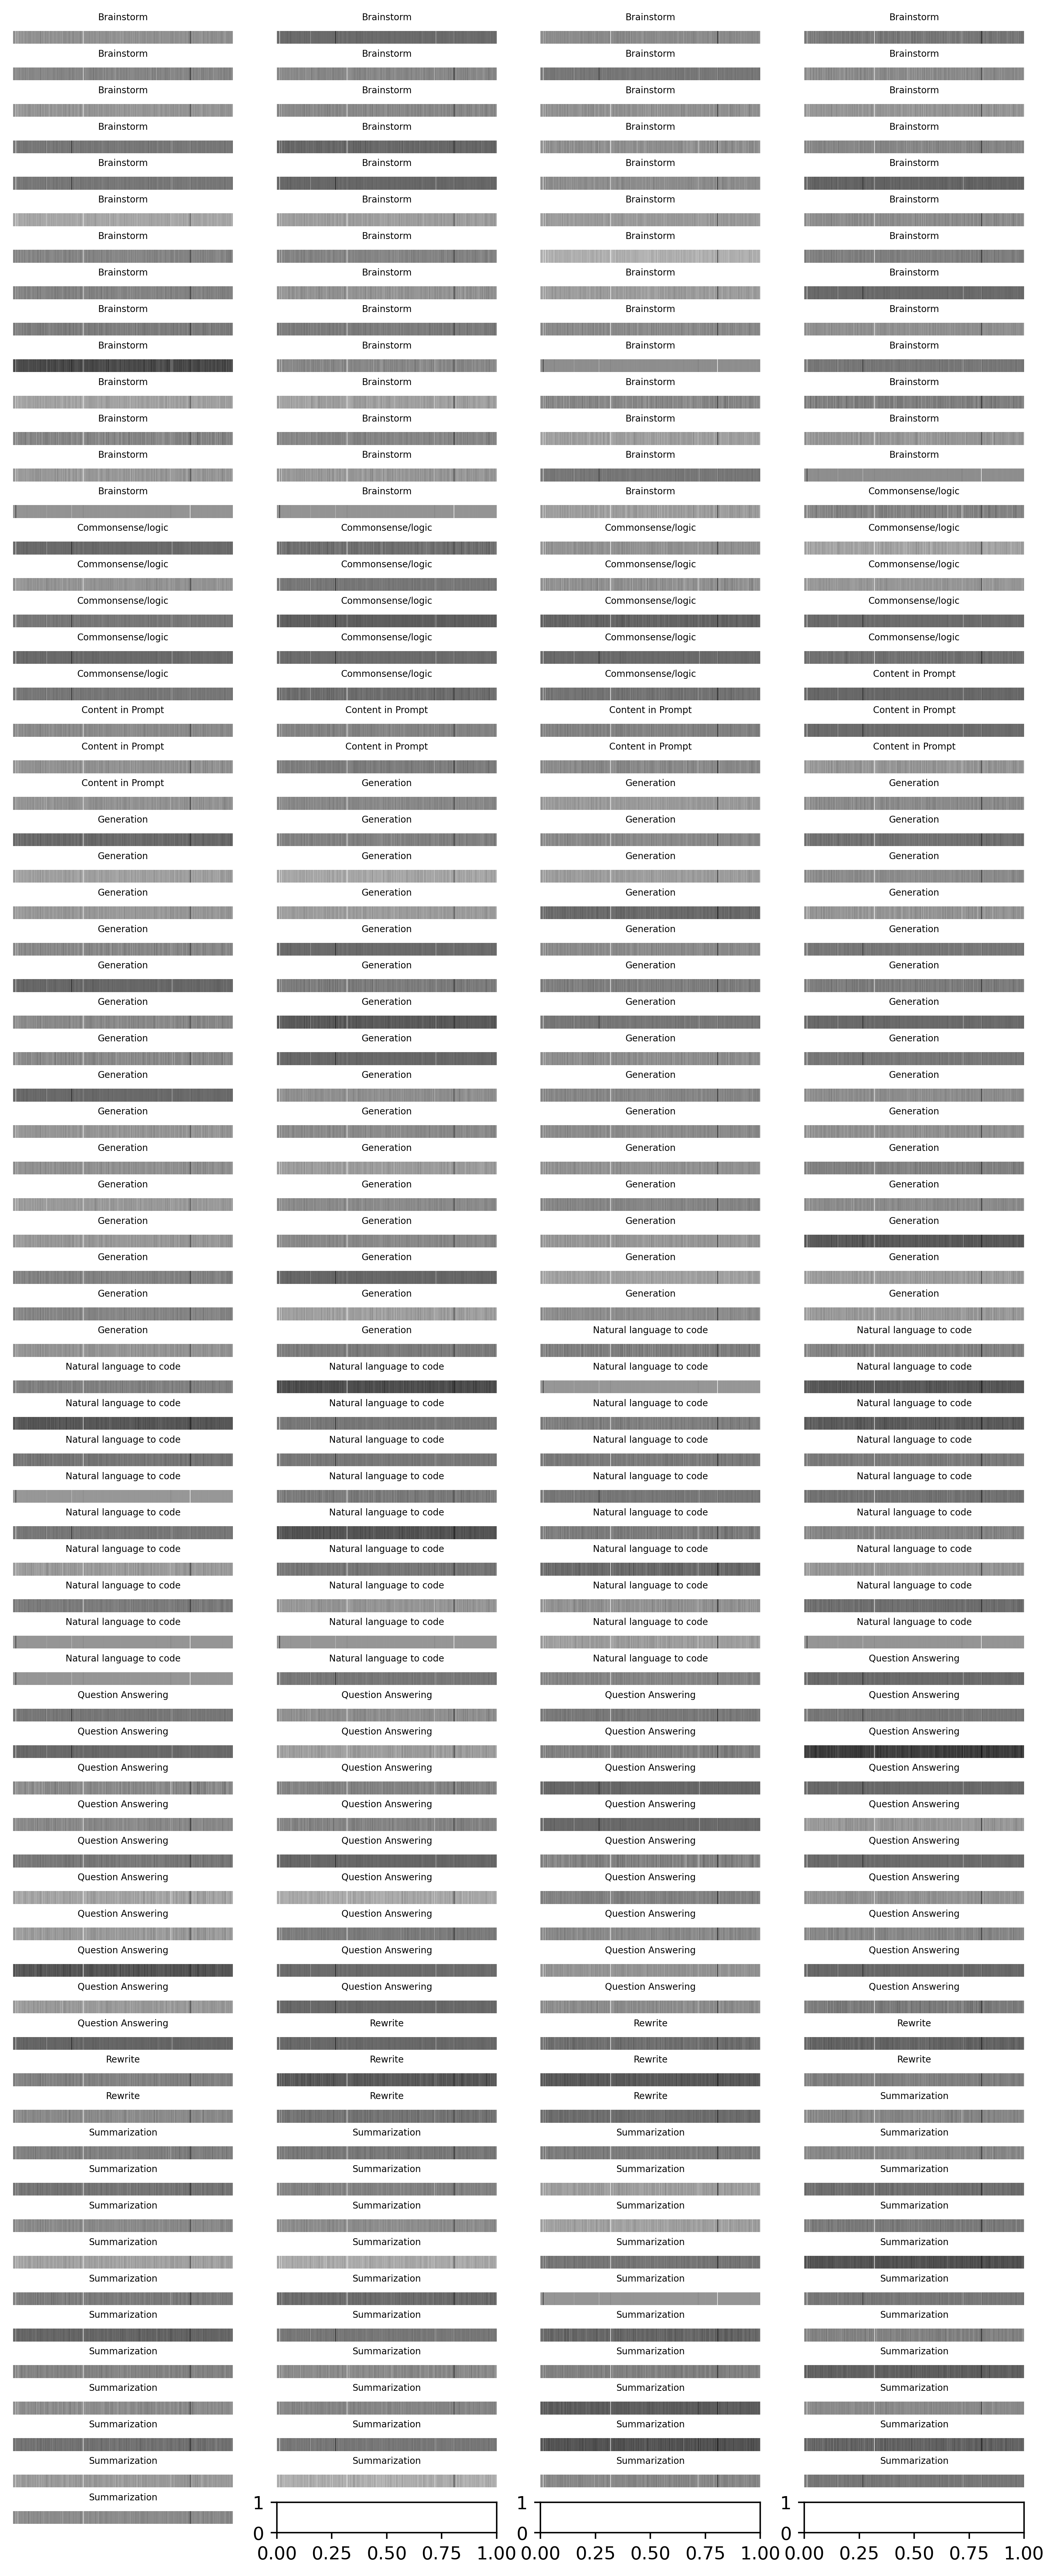 Brainstorm Brainstorm Brainstorm Brainstorm
Brainstorm Brainstorm Brainstorm Brainstorm
Brainstorm Brainstorm Brainstorm Brainstorm
Brainstorm Brainstorm Brainstorm Brainstorm
Brainstorm Brainstorm Brainstorm Brainstorm
Brainstorm Brainstorm Brainstorm Brainstorm
Brainstorm Brainstorm Brainstorm Brainstorm
Brainstorm Brainstorm Brainstorm Brainstorm
Brainstorm Brainstorm Brainstorm Brainstorm
Brainstorm Brainstorm Brainstorm Brainstorm
Brainstorm Brainstorm Brainstorm Brainstorm
Brainstorm Brainstorm Brainstorm Brainstorm
Brainstorm Brainstorm Brainstorm Brainstorm
Brainstorm Brainstorm Brainstorm Commonsense/logic
Commonsense/logic Commonsense/logic Commonsense/logic Commonsense/logic
Commonsense/logic Commonsense/logic Commonsense/logic Commonsense/logic
Commonsense/logic Commonsense/logic Commonsense/logic Commonsense/logic
Commonsense/logic Commonsense/logic Commonsense/logic Commonsense/logic
Commonsense/logic Commonsense/logic Commonsense/logic Content in Prompt
Content in Prompt Content in Prompt Content in Prompt Content in Prompt
Content in Prompt Content in Prompt Content in Prompt Content in Prompt
Content in Prompt Generation Generation Generation
Generation Generation Generation Generation
Generation Generation Generation Generation
Generation Generation Generation Generation
Generation Generation Generation Generation
Generation Generation Generation Generation
Generation Generation Generation Generation
Generation Generation Generation Generation
Generation Generation Generation Generation
Generation Generation Generation Generation
Generation Generation Generation Generation
Generation Generation Generation Generation
Generation Generation Generation Generation
Generation Generation Generation Generation
Generation Generation Generation Generation
Generation Generation Natural language to code Natural language to code
Natural language to code Natural language to code Natural language to code Natural language to code
Natural language to code Natural language to code Natural language to code Natural language to code
Natural language to code Natural language to code Natural language to code Natural language to code
Natural language to code Natural language to code Natural language to code Natural language to code
Natural language to code Natural language to code Natural language to code Natural language to code
Natural language to code Natural language to code Natural language to code Natural language to code
Natural language to code Natural language to code Natural language to code Natural language to code
Natural language to code Natural language to code Natural language to code Natural language to code
Natural language to code Natural language to code Natural language to code Question Answering
Question Answering Question Answering Question Answering Question Answering
Question Answering Question Answering Question Answering Question Answering
Question Answering Question Answering Question Answering Question Answering
Question Answering Question Answering Question Answering Question Answering
Question Answering Question Answering Question Answering Question Answering
Question Answering Question Answering Question Answering Question Answering
Question Answering Question Answering Question Answering Question Answering
Question Answering Question Answering Question Answering Question Answering
Question Answering Question Answering Question Answering Question Answering
Question Answering Rewrite Rewrite Rewrite
Rewrite Rewrite Rewrite Rewrite
Rewrite Rewrite Rewrite Summarization
Summarization Summarization Summarization Summarization
Summarization Summarization Summarization Summarization
Summarization Summarization Summarization Summarization
Summarization Summarization Summarization Summarization
Summarization Summarization Summarization Summarization
Summarization Summarization Summarization Summarization
Summarization Summarization Summarization Summarization
Summarization Summarization Summarization Summarization
Summarization Summarization Summarization Summarization
Summarization Summarization Summarization Summarization
Summarization
1 1 1
0 0 0
0.00 0.25 0.50 0.75 1.00 0.00 0.25 0.50 0.75 1.00 0.00 0.25 0.50 0.75 1.00